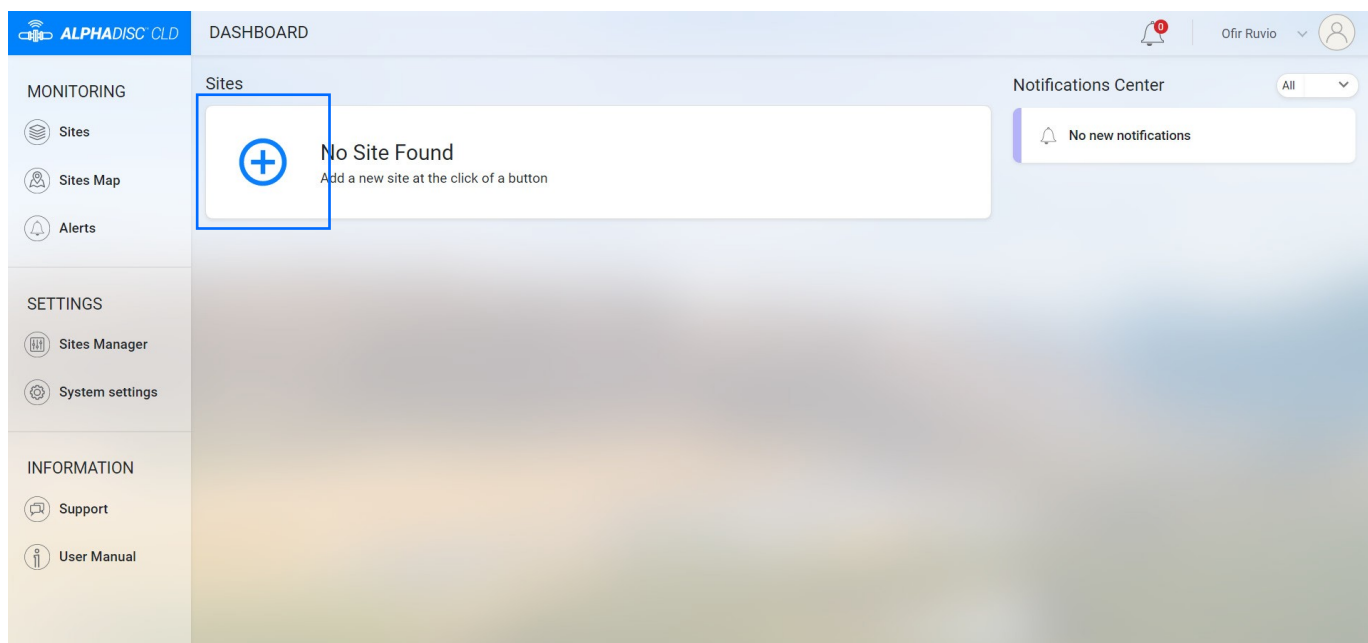 ALPHADISC CLD
DASHBOARD
0
Ofir Ruvio
MONITORING
Sites
Sites Map
Alerts
SETTINGS
Sites Manager
System settings
INFORMATION
Support
User Manual
Sites
No Site Found
Add a new site at the click of a button
Notifications Center
All
No new notifications